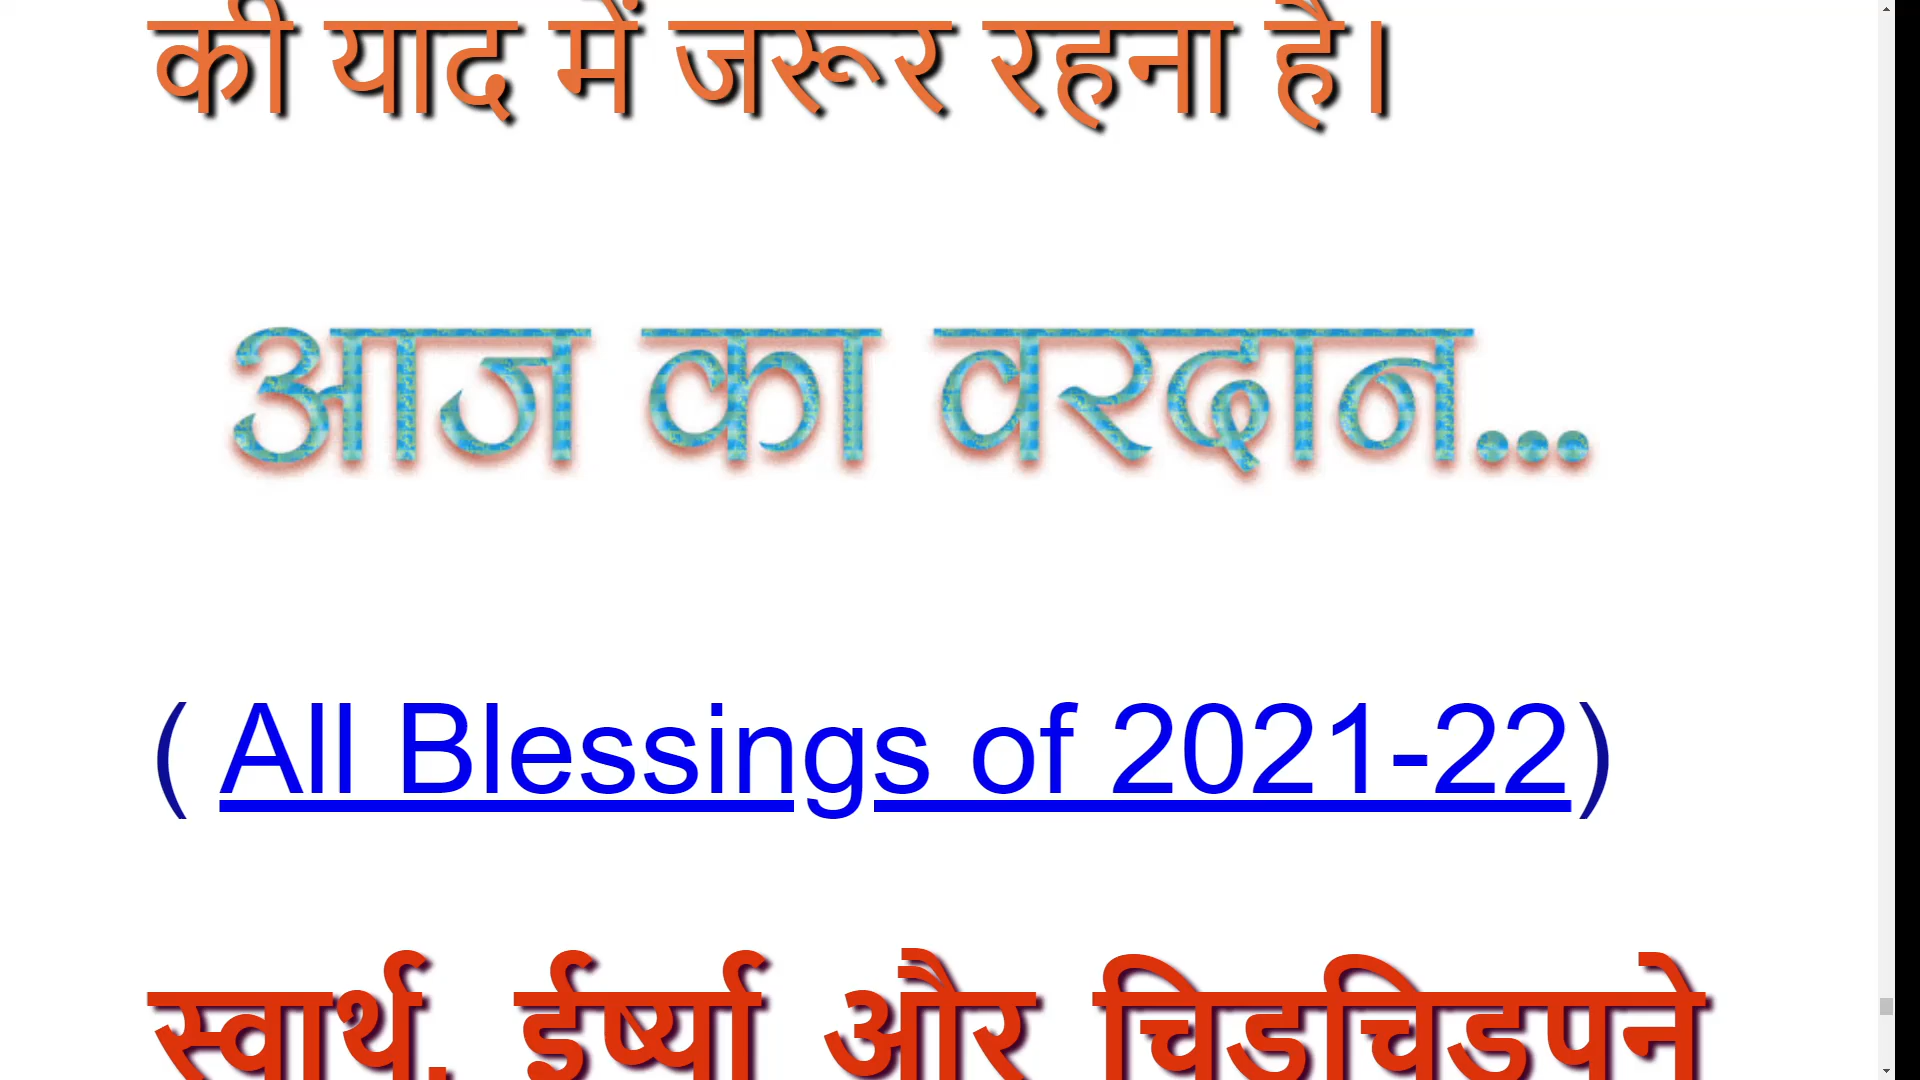 की याद में जरूर रहना है।
आज का वरदान...
( All Blessings of 2021-22)
स्वार्थ, ईर्ष्या और चिडचिडपने